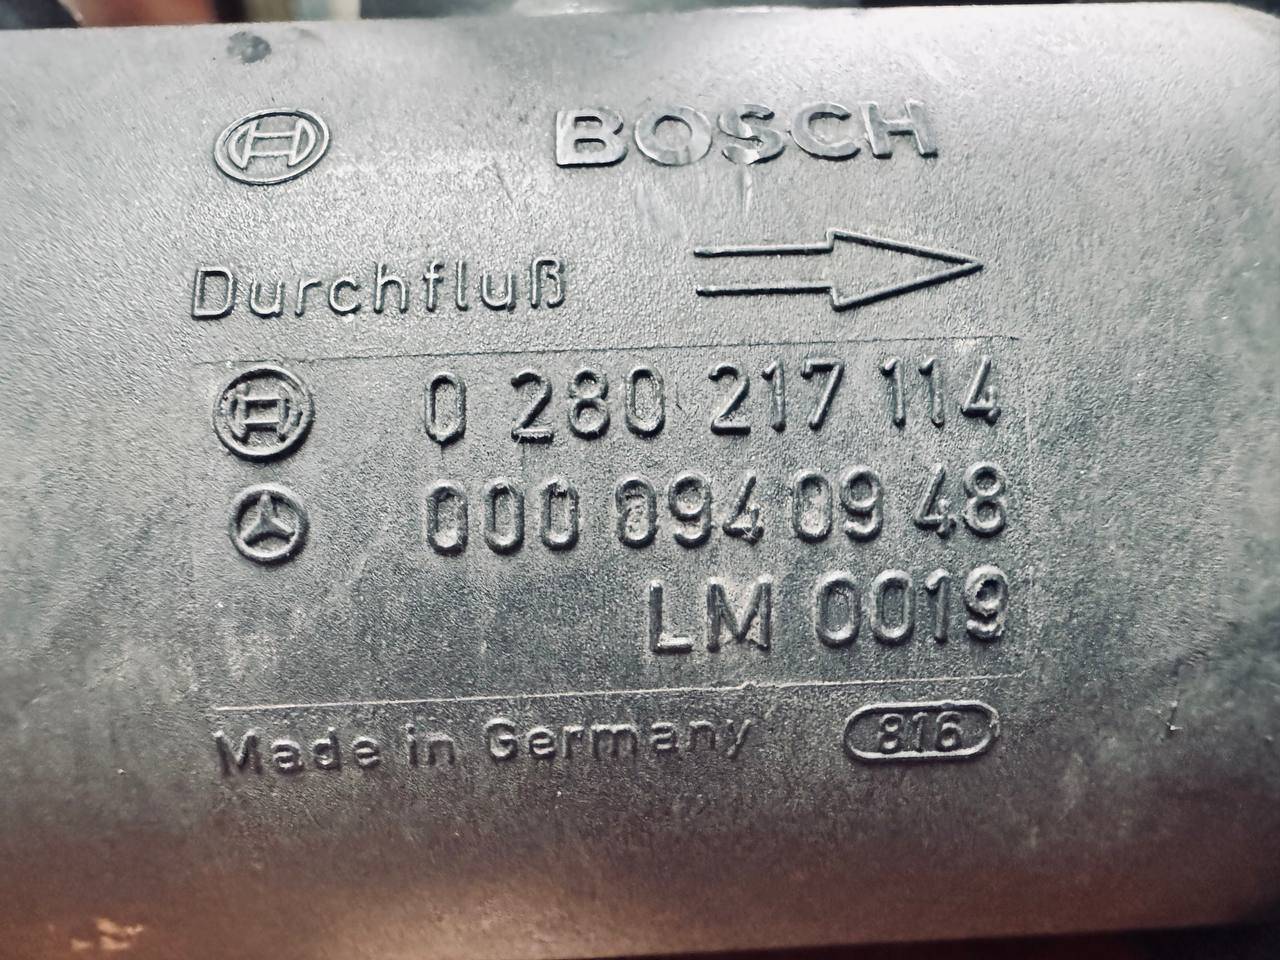 BOSCH
Durchfluß
0 280 217 114
000 094 09 48
LM 0019
Made in Germany 816